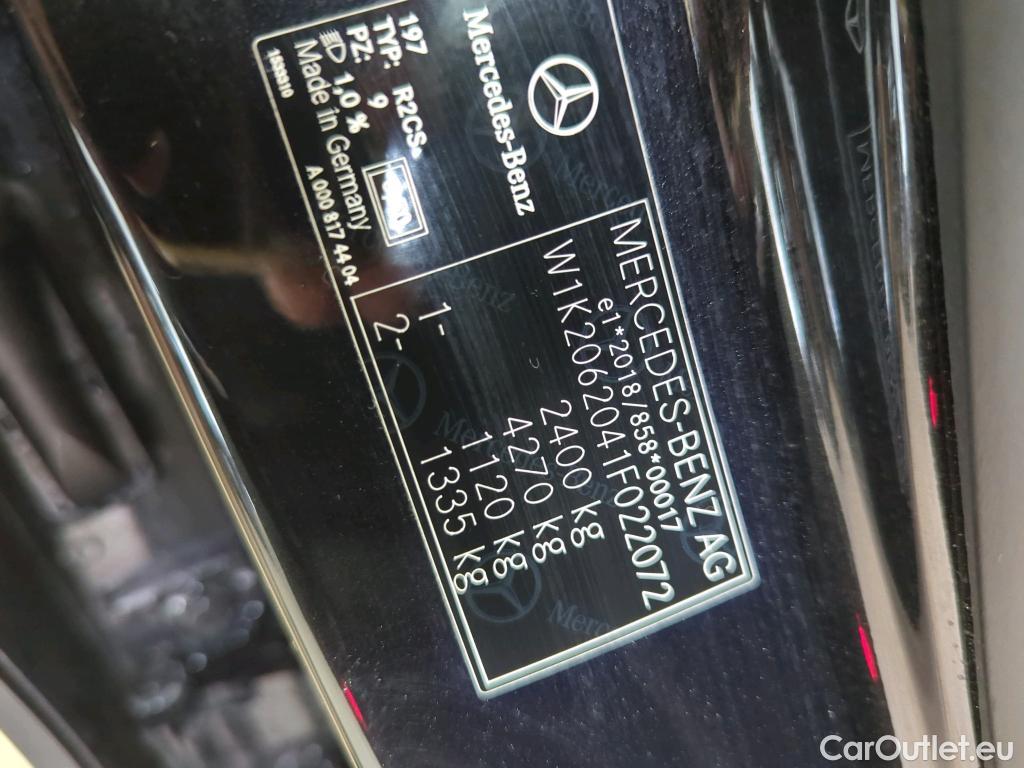 Mercedes-Benz
MERCEDES-BENZ AG
e1*2018/858*00017
W1K2062041F022072
2400 kg
4270 kg
1- 1120 kg
2- 1335 kg
197
TYP: R2CS
PZ: 9
1,0 %
Made in Germany
A 000 817 44 04
CarOutlet.eu